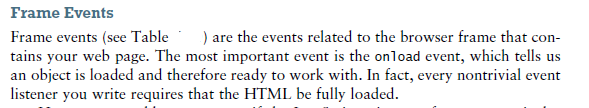 Frame Events
Frame events (see Table ) are the events related to the browser frame that con-
tains your web page. The most important event is the onload event, which tells us
an object is loaded and therefore ready to work with. In fact, every nontrivial event
listener you write requires that the HTML be fully loaded.